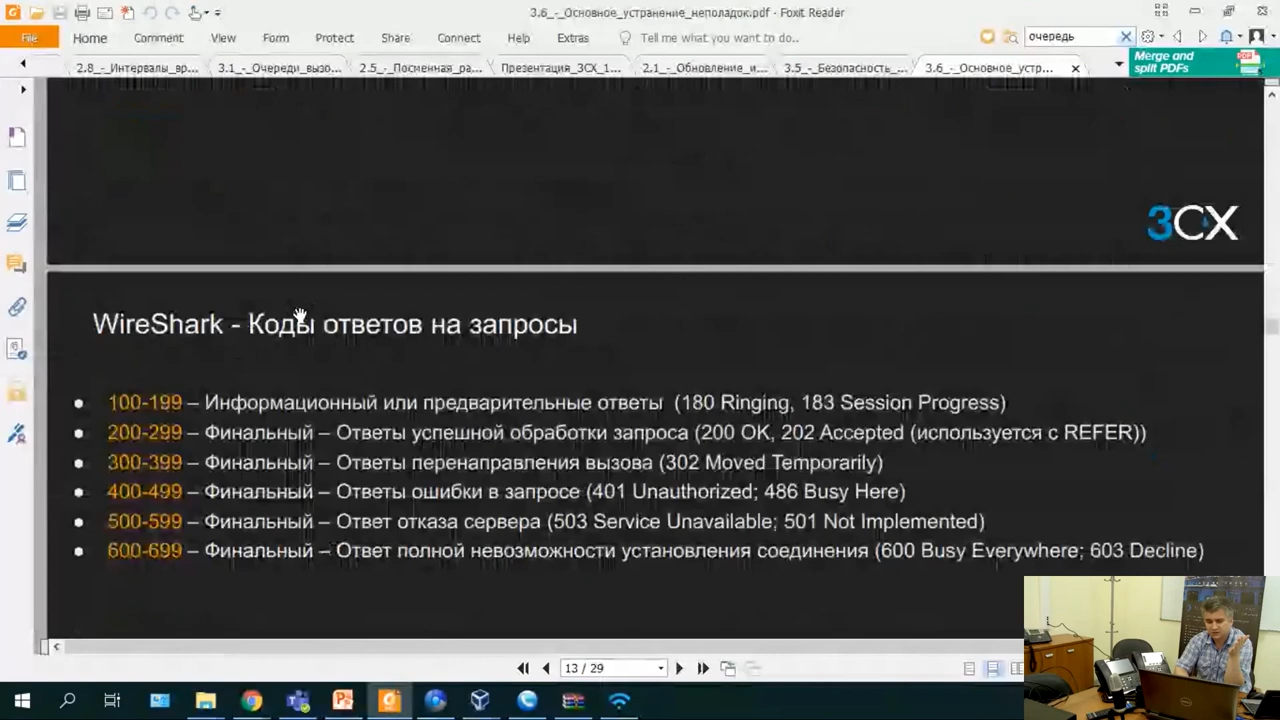 3.6_-_Основное_устранение_неполадок.pdf - Foxit Reader
File Home Comment View Form Protect Share Connect Help Extras Tell me what you want to do.. очередь
2.8_-_Интервалы_вр... 3.1_-_Очереди_вызо... 2.5_-_Посменная_ра... Презентация_3CX_1... 2.1_-_Обновление_и... 3.5_-_Безопасность_... 3.6_-_Основное_устр...
Merge and
split PDFs
3CX
WireShark - Коды ответов на запросы
100-199 – Информационный или предварительные ответы (180 Ringing, 183 Session Progress)
200-299 – Финальный – Ответы успешной обработки запроса (200 OK, 202 Accepted (используется с REFER))
300-399 – Финальный – Ответы перенаправления вызова (302 Moved Temporarily)
400-499 – Финальный – Ответы ошибки в запросе (401 Unauthorized; 486 Busy Here)
500-599 – Финальный – Ответ отказа сервера (503 Service Unavailable; 501 Not Implemented)
600-699 – Финальный – Ответ полной невозможности установления соединения (600 Busy Everywhere; 603 Decline)
13 / 29